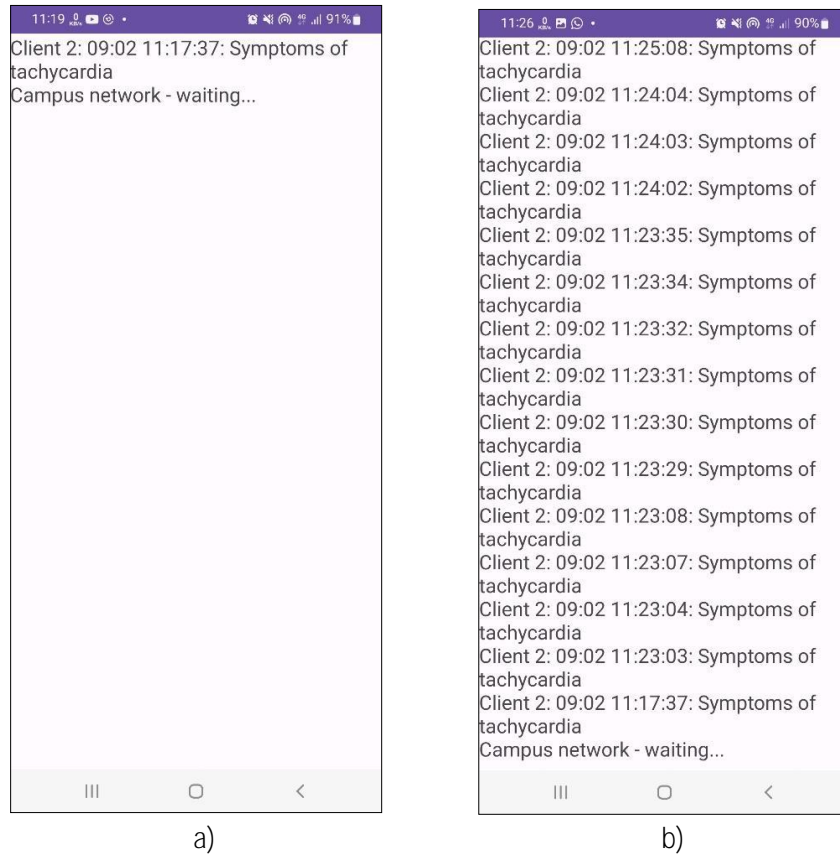 11:19 0 KB/s 91%
Client 2: 09:02 11:17:37: Symptoms of
tachycardia
Campus network - waiting...
a)
11:26 0 KB/s 90%
Client 2: 09:02 11:25:08: Symptoms of
tachycardia
Client 2: 09:02 11:24:04: Symptoms of
tachycardia
Client 2: 09:02 11:24:03: Symptoms of
tachycardia
Client 2: 09:02 11:24:02: Symptoms of
tachycardia
Client 2: 09:02 11:23:35: Symptoms of
tachycardia
Client 2: 09:02 11:23:34: Symptoms of
tachycardia
Client 2: 09:02 11:23:32: Symptoms of
tachycardia
Client 2: 09:02 11:23:31: Symptoms of
tachycardia
Client 2: 09:02 11:23:30: Symptoms of
tachycardia
Client 2: 09:02 11:23:29: Symptoms of
tachycardia
Client 2: 09:02 11:23:08: Symptoms of
tachycardia
Client 2: 09:02 11:23:07: Symptoms of
tachycardia
Client 2: 09:02 11:23:04: Symptoms of
tachycardia
Client 2: 09:02 11:23:03: Symptoms of
tachycardia
Client 2: 09:02 11:17:37: Symptoms of
tachycardia
Campus network - waiting...
b)